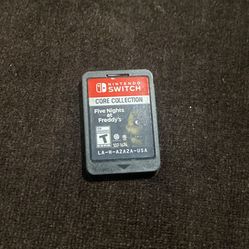 NINTENDO
SWITCH
CORE COLLECTION
Five Nights
at
Freddy's
T
LA-H-AZAZA-USA